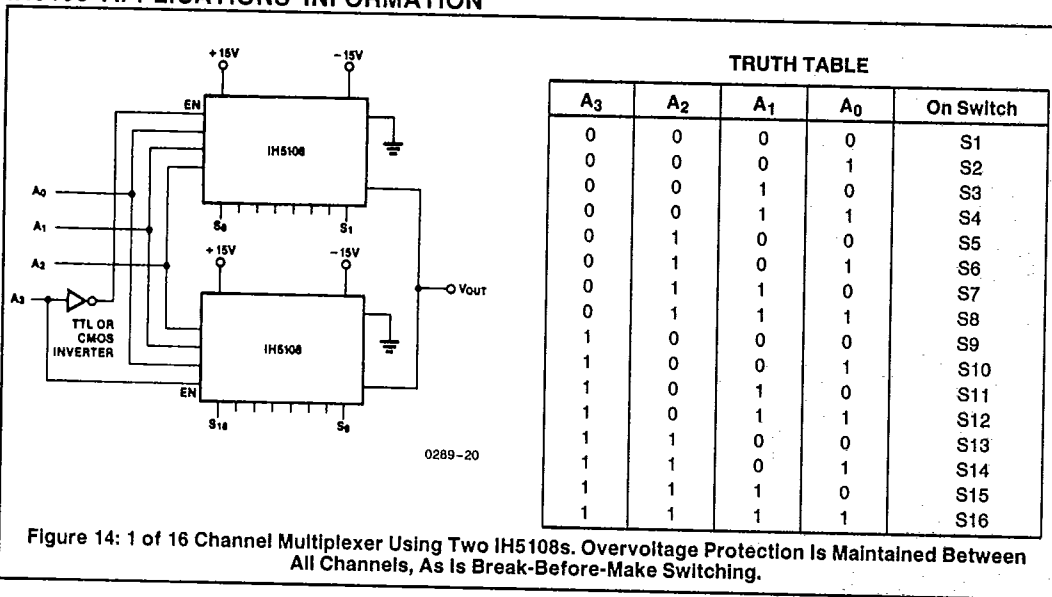 APPLICATIONS INFORMATION
+15V
-15V
EN
IH5108
A0
A1
A2
A3
S8
S1
+15V
-15V
VOUT
TTL OR
CMOS
INVERTER
IH5108
EN
S16
S9
0289-20
TRUTH TABLE
A3 A2 A1 A0 On Switch
0 0 0 0 S1
0 0 0 1 S2
0 0 1 0 S3
0 0 1 1 S4
0 1 0 0 S5
0 1 0 1 S6
0 1 1 0 S7
0 1 1 1 S8
1 0 0 0 S9
1 0 0 1 S10
1 0 1 0 S11
1 0 1 1 S12
1 1 0 0 S13
1 1 0 1 S14
1 1 1 0 S15
1 1 1 1 S16
Figure 14: 1 of 16 Channel Multiplexer Using Two IH5108s. Overvoltage Protection Is Maintained Between
All Channels, As Is Break-Before-Make Switching.